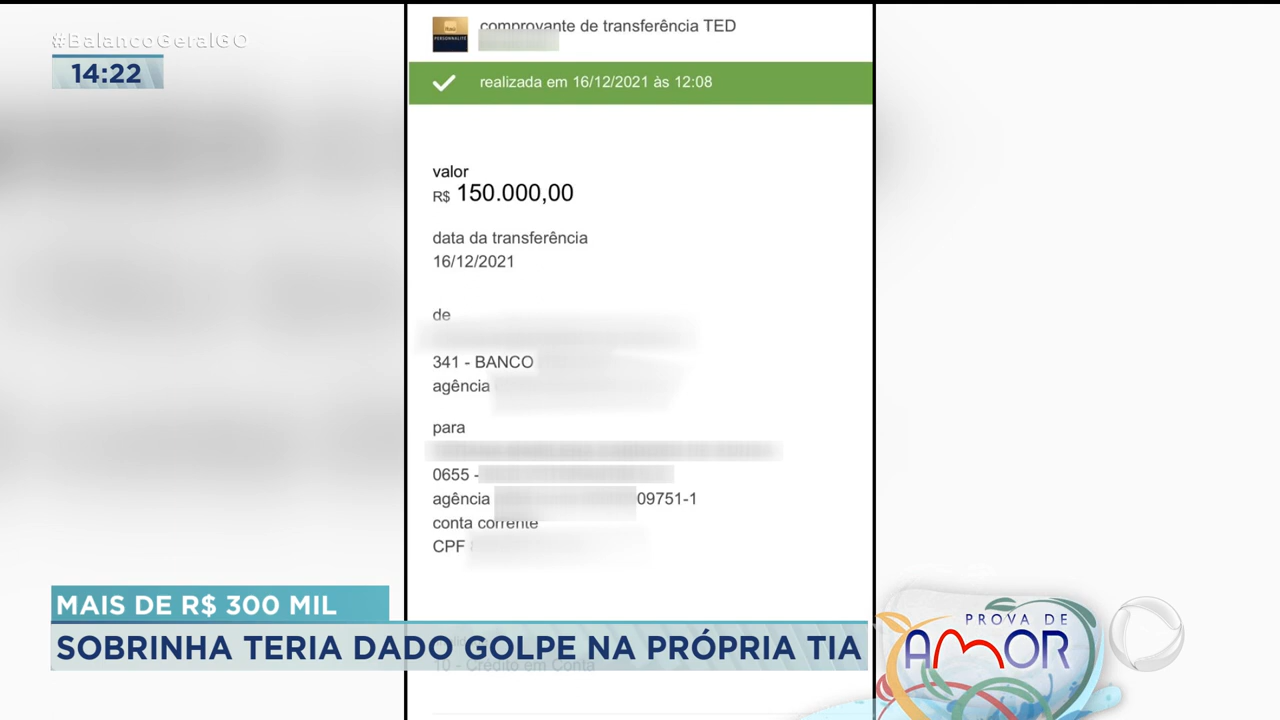 #BalancoGeralGO
14:22
comprovante de transferência TED
realizada em 16/12/2021 às 12:08
valor
R$ 150.000,00
data da transferência
16/12/2021
de
341 - BANCO
agência
para
0655 -
agência 09751-1
conta corrente
CPF
MAIS DE R$ 300 MIL
SOBRINHA TERIA DADO GOLPE NA PRÓPRIA TIA
10 - Crédito em Conta
PROVA DE
AMOR